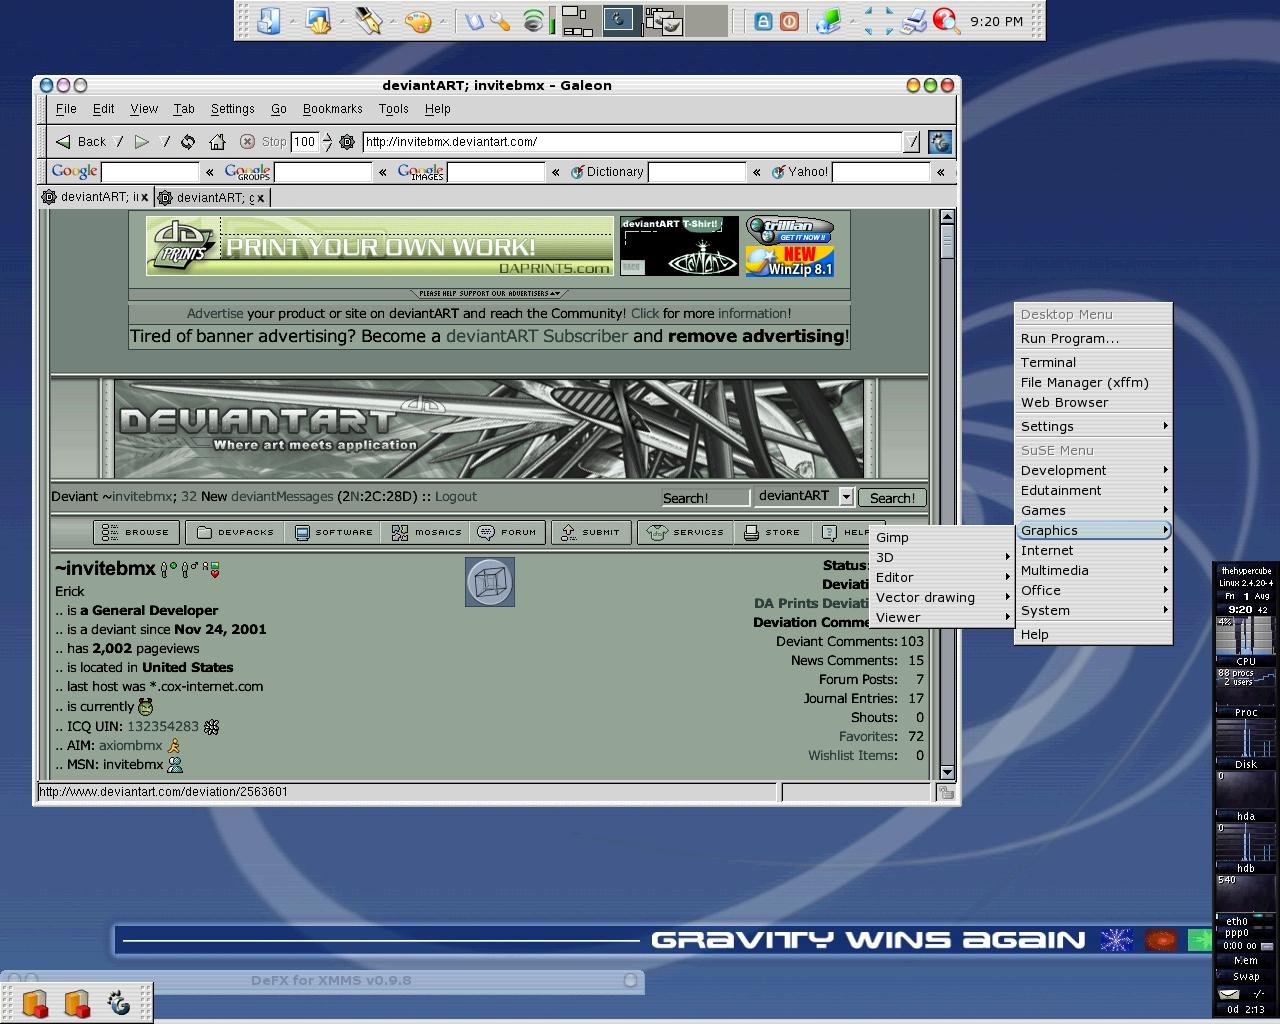 9:20 PM
deviantART; invitebmx - Galeon
File Edit View Tab Settings Go Bookmarks Tools Help
Back Stop 100 http://invitebmx.deviantart.com/
Google « Google GROUPS « Google IMAGES « Dictionary « Yahoo! «
deviantART; i x deviantART; g x
da PRINTS PRINT YOUR OWN WORK! DAPRINTS.com
deviantART T-Shirt!
BACK
trillian
GET IT NOW !!
NEW
WinZip 8.1
PLEASE HELP SUPPORT OUR ADVERTISERS
Advertise your product or site on deviantART and reach the Community! Click for more information!
Tired of banner advertising? Become a deviantART Subscriber and remove advertising!
DEVIANTART
Where art meets application
Deviant ~invitebmx; 32 New deviantMessages (2N:2C:28D) :: Logout Search! deviantART Search!
BROWSE DEVPACKS SOFTWARE MOSAICS FORUM SUBMIT SERVICES STORE HELP
~invitebmx
Erick
.. is a General Developer
.. is a deviant since Nov 24, 2001
.. has 2,002 pageviews
.. is located in United States
.. last host was *.cox-internet.com
.. is currently
.. ICQ UIN: 132354283
.. AIM: axiombmx
.. MSN: invitebmx
Status:
Deviati
DA Prints Deviati
Deviation Comme
Deviant Comments: 103
News Comments: 15
Forum Posts: 7
Journal Entries: 17
Shouts: 0
Favorites: 72
Wishlist Items: 0
http://www.deviantart.com/deviation/2563601
Desktop Menu
Run Program...
Terminal
File Manager (xffm)
Web Browser
Settings
SuSE Menu
Development
Edutainment
Games
Graphics
Internet
Multimedia
Office
System
Help
Gimp
3D
Editor
Vector drawing
Viewer
thehypercube
Linux 2.4.20-4
Fri 1 Aug
9:20 42
4%
CPU
88 procs
2 users
Proc
Disk
0
hda
0
hdb
540
eth0
ppp0
0:00 00
Mem
Swap
-/-
0d 2:13
GRAVITY WINS AGAIN
DeFX for XMMS v0.9.8